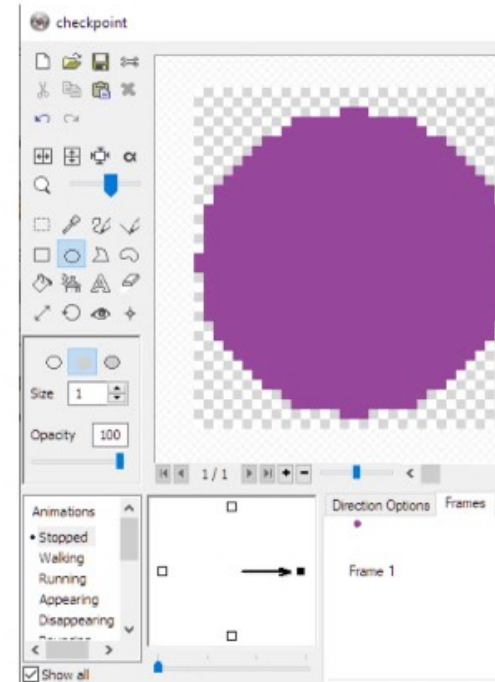 checkpoint
Size 1
Opacity 100
1 / 1
Animations
Stopped
Walking
Running
Appearing
Disappearing
Direction Options Frames
Frame 1
Show all